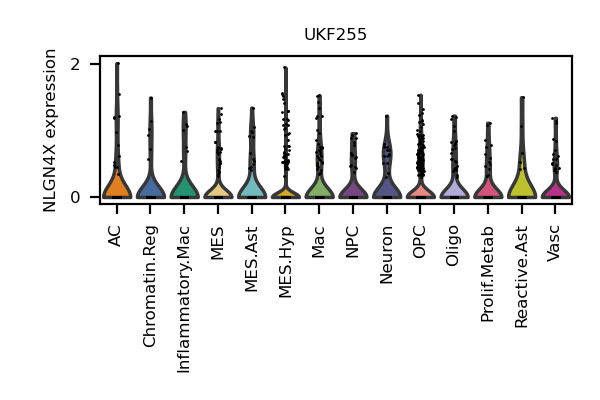 UKF255
NLGN4X expression
2
0
AC
Chromatin.Reg
Inflammatory.Mac
MES
MES.Ast
MES.Hyp
Mac
NPC
Neuron
OPC
Oligo
Prolif.Metab
Reactive.Ast
Vasc